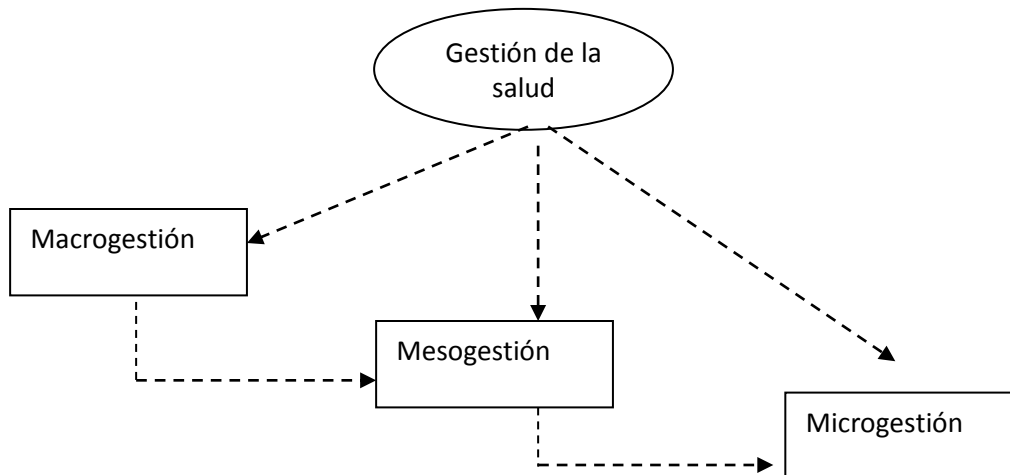 Gestión de la
salud
Macrogestión
Mesogestión
Microgestión